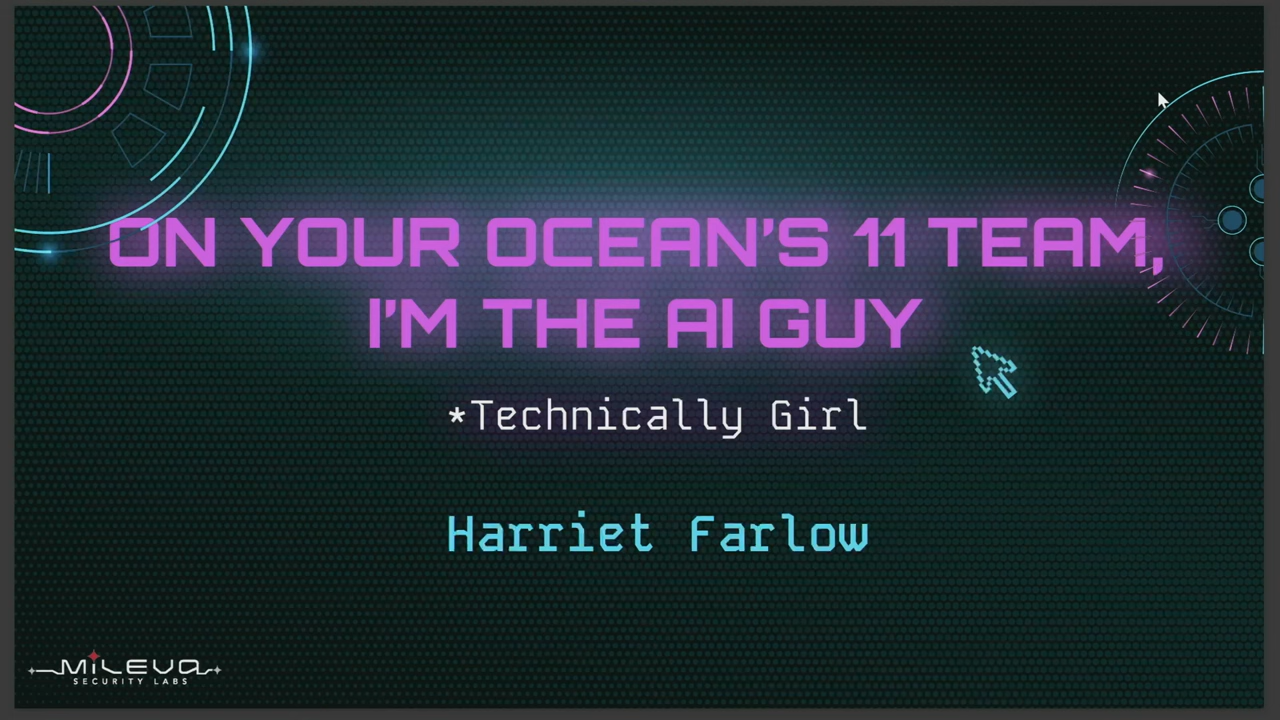 ON YOUR OCEAN'S 11 TEAM,
I'M THE AI GUY
*Technically Girl
Harriet Farlow
MiLEVA
SECURITY LABS